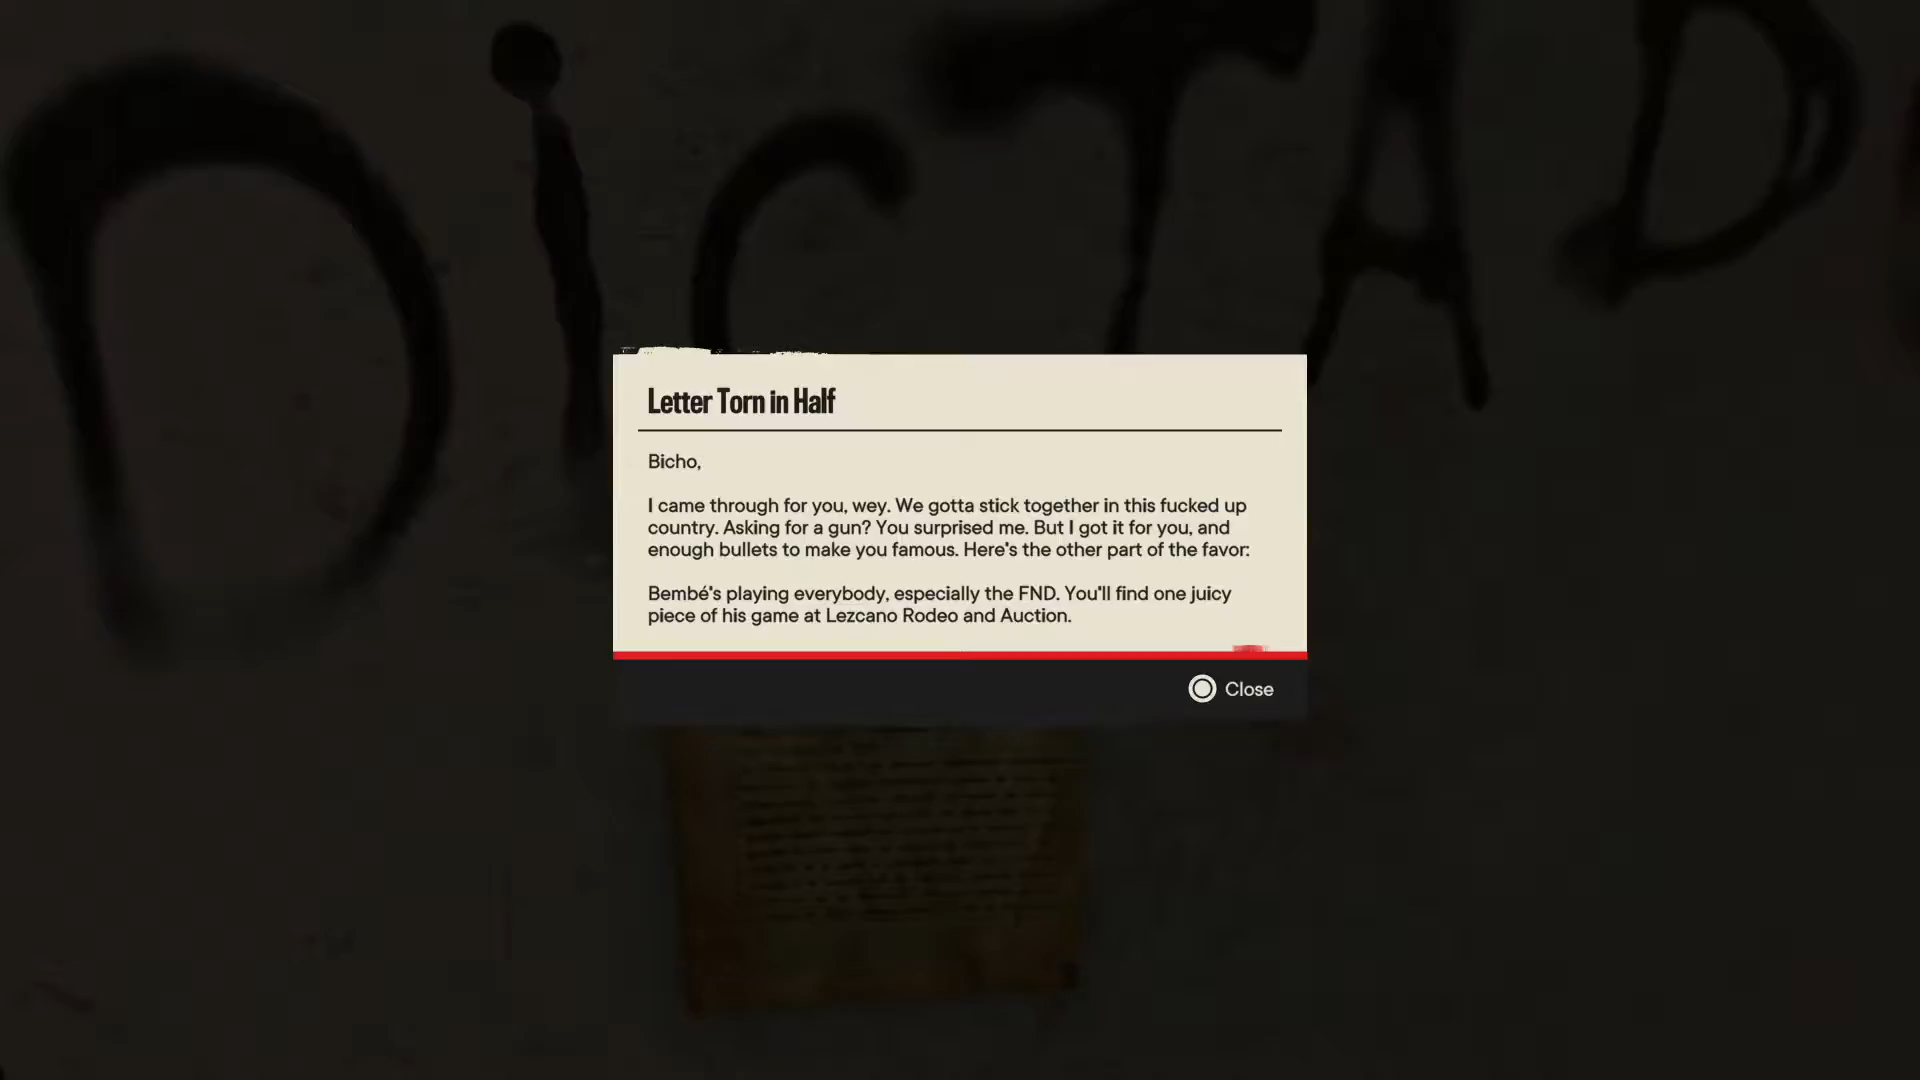 DiCTAD
Letter Torn in Half
Bicho,
I came through for you, wey. We gotta stick together in this fucked up
country. Asking for a gun? You surprised me. But I got it for you, and
enough bullets to make you famous. Here's the other part of the favor:
Bembé's playing everybody, especially the FND. You'll find one juicy
piece of his game at Lezcano Rodeo and Auction.
Close